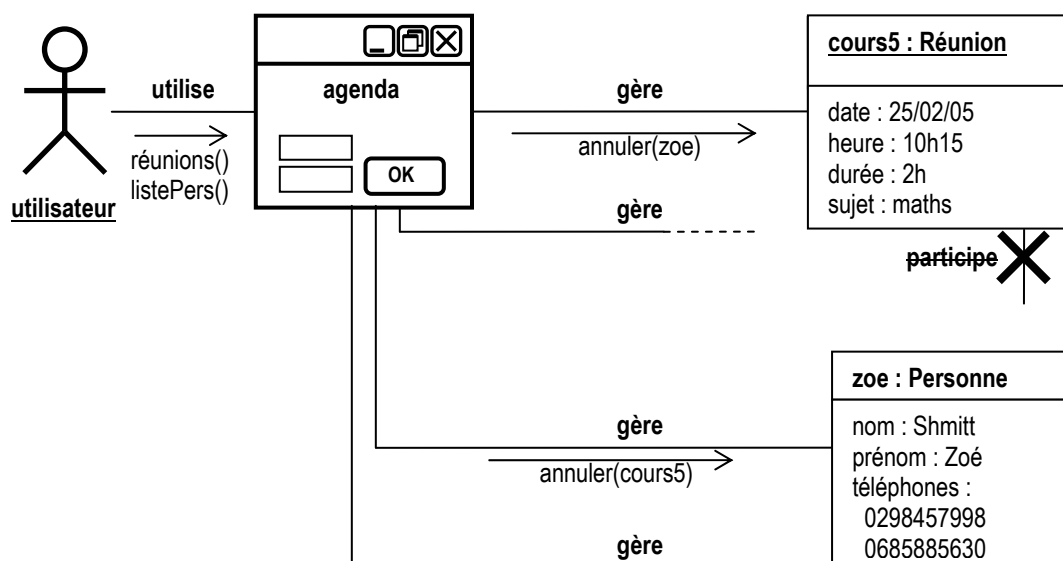 utilise
agenda
OK
réunions()
listePers()
utilisateur
gère
annuler(zoe)
gère
cours5 : Réunion
date : 25/02/05
heure : 10h15
durée : 2h
sujet : maths
participe
gère
annuler(cours5)
gère
zoe : Personne
nom : Shmitt
prénom : Zoé
téléphones :
0298457998
0685885630